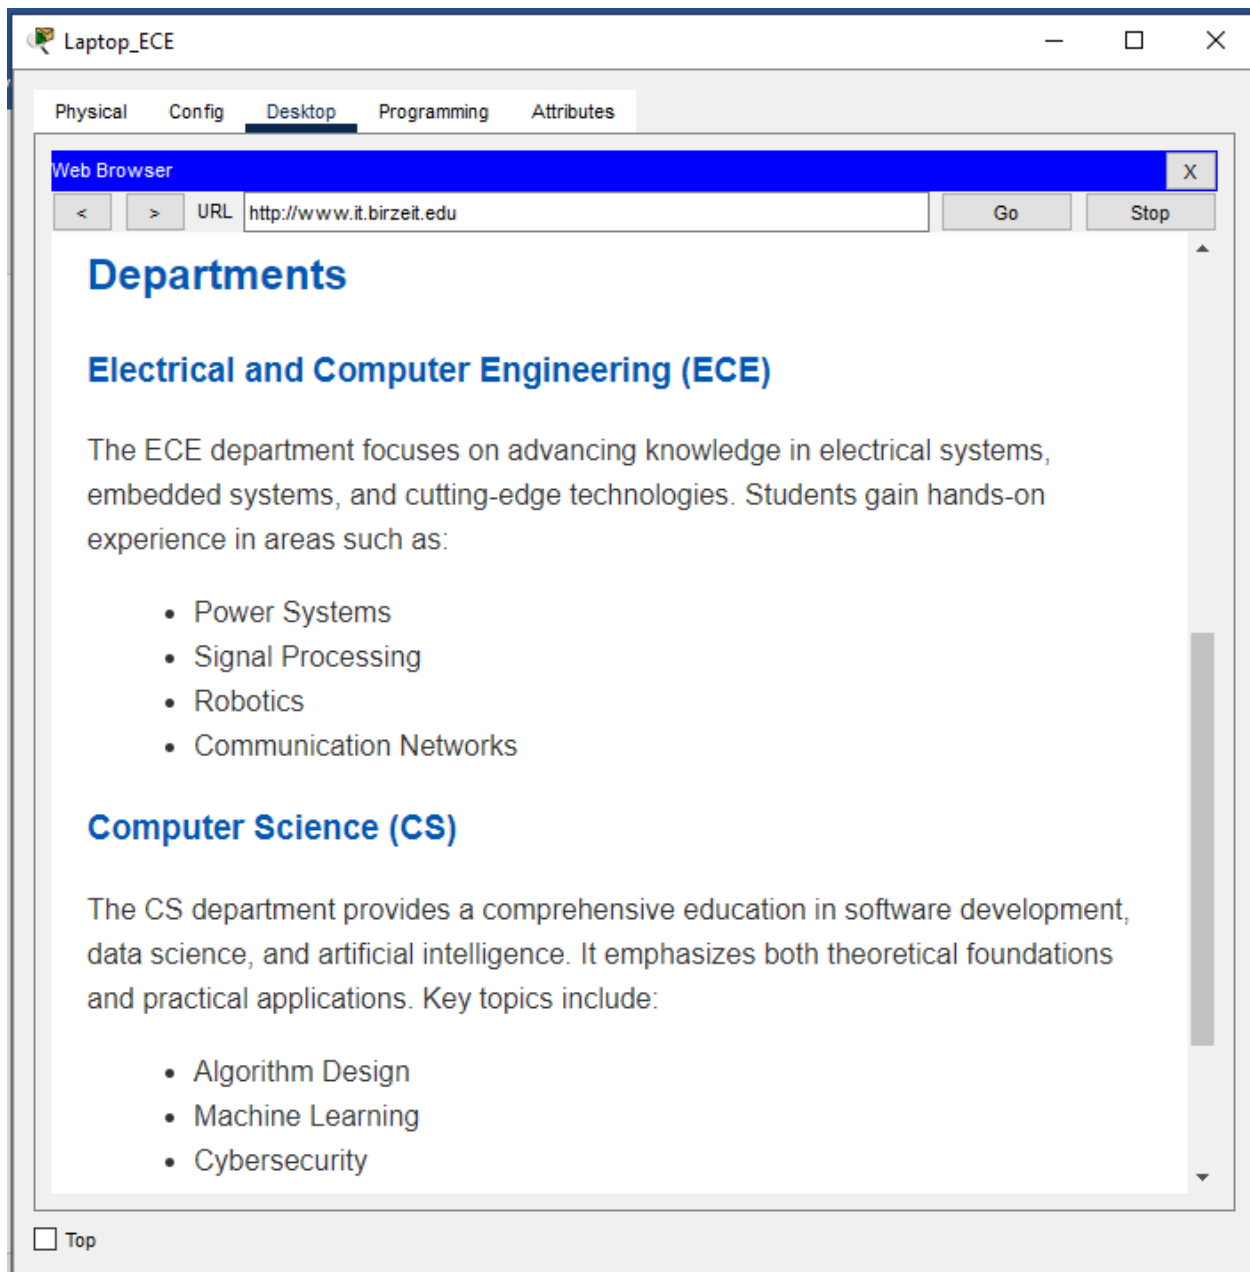 Laptop_ECE
Physical Config Desktop Programming Attributes
Web Browser X
< > URL http://www.it.birzeit.edu Go Stop
Departments
Electrical and Computer Engineering (ECE)
The ECE department focuses on advancing knowledge in electrical systems,
embedded systems, and cutting-edge technologies. Students gain hands-on
experience in areas such as:
• Power Systems
• Signal Processing
• Robotics
• Communication Networks
Computer Science (CS)
The CS department provides a comprehensive education in software development,
data science, and artificial intelligence. It emphasizes both theoretical foundations
and practical applications. Key topics include:
• Algorithm Design
• Machine Learning
• Cybersecurity
Top